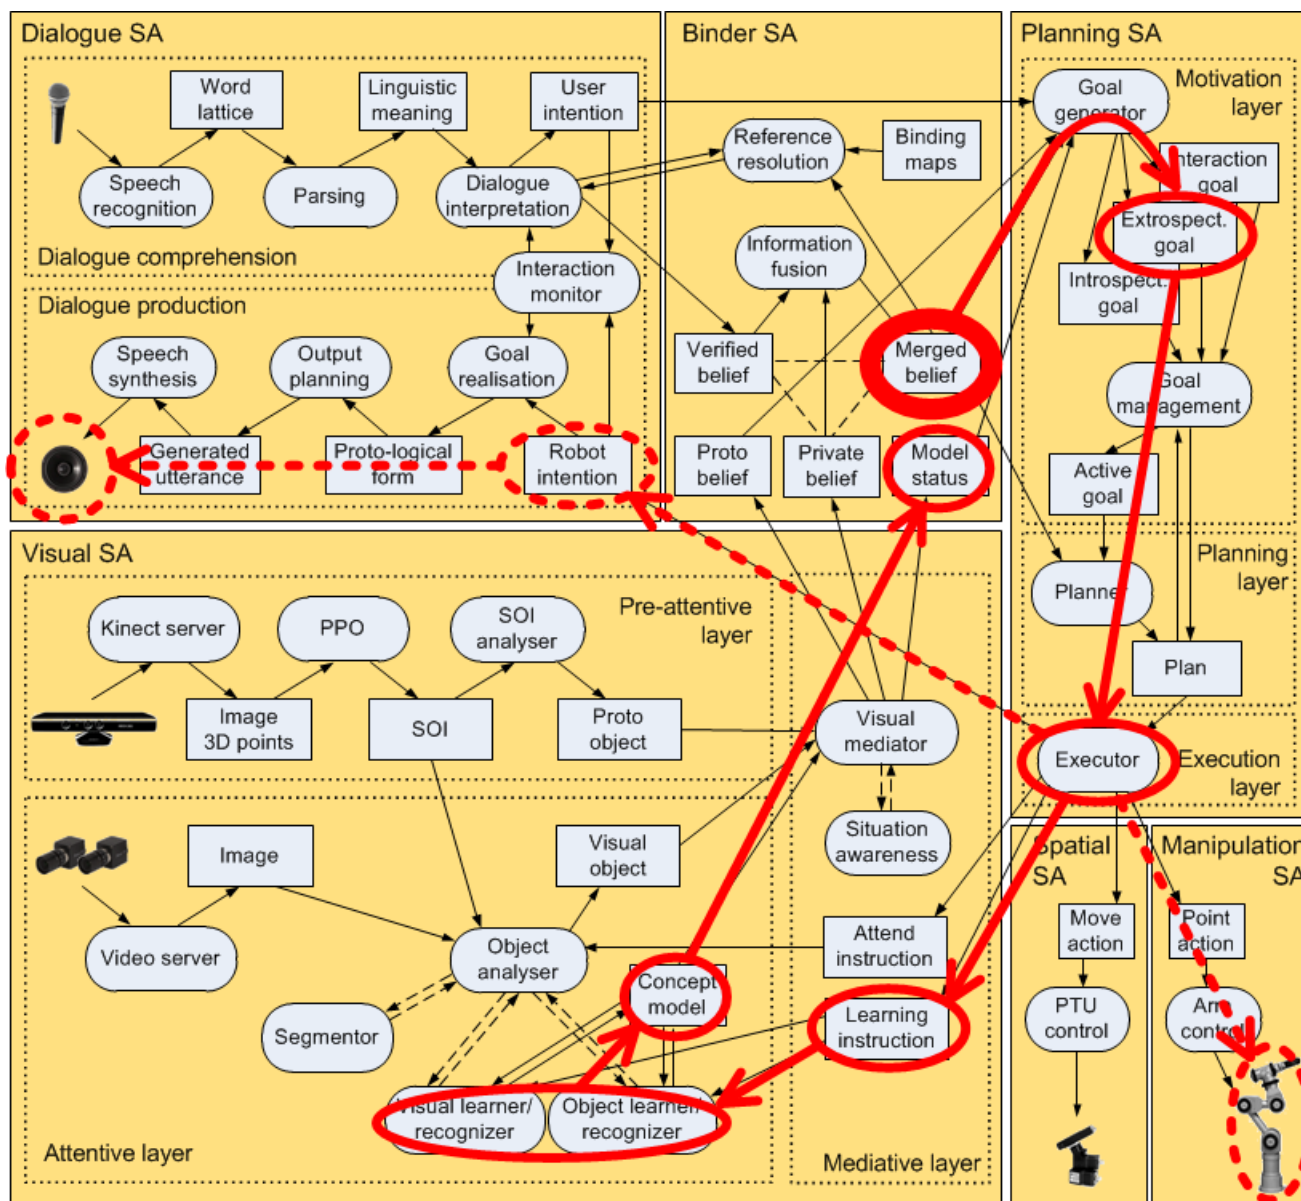 Dialogue SA
Word
lattice
Linguistic
meaning
User
intention
Speech
recognition
Parsing
Dialogue
interpretation
Dialogue comprehension
Interaction
monitor
Dialogue production
Speech
synthesis
Output
planning
Goal
realisation
Generated
utterance
Proto-logical
form
Robot
intention
Binder SA
Reference
resolution
Binding
maps
Information
fusion
Verified
belief
Merged
belief
Proto
belief
Private
belief
Model
status
Planning SA
Motivation
layer
Goal
generator
Interaction
goal
Extrospect.
goal
Introspect.
goal
Goal
management
Active
goal
Planning
layer
Planner
Plan
Executor
Execution
layer
Visual SA
Pre-attentive
layer
Kinect server
PPO
SOI
analyser
Image
3D points
SOI
Proto
object
Visual
mediator
Situation
awareness
Image
Visual
object
Video server
Object
analyser
Attend
instruction
Concept
model
Learning
instruction
Segmentor
Visual learner/
recognizer
Object learner/
recognizer
Attentive layer
Mediative layer
Spatial
SA
Move
action
PTU
control
Manipulation
SA
Point
action
Arm
control